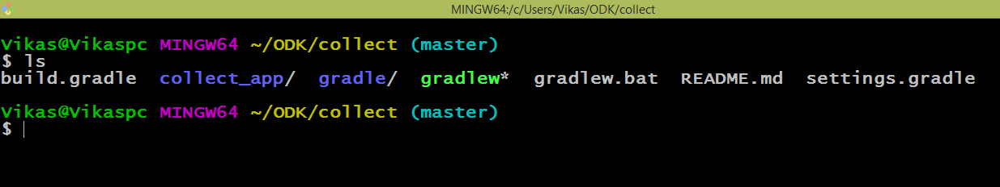 MINGW64:/c/Users/Vikas/ODK/collect
Vikas@Vikaspc MINGW64 ~/ODK/collect (master)
$ ls
build.gradle  collect_app/  gradle/  gradlew*  gradlew.bat  README.md  settings.gradle
Vikas@Vikaspc MINGW64 ~/ODK/collect (master)
$